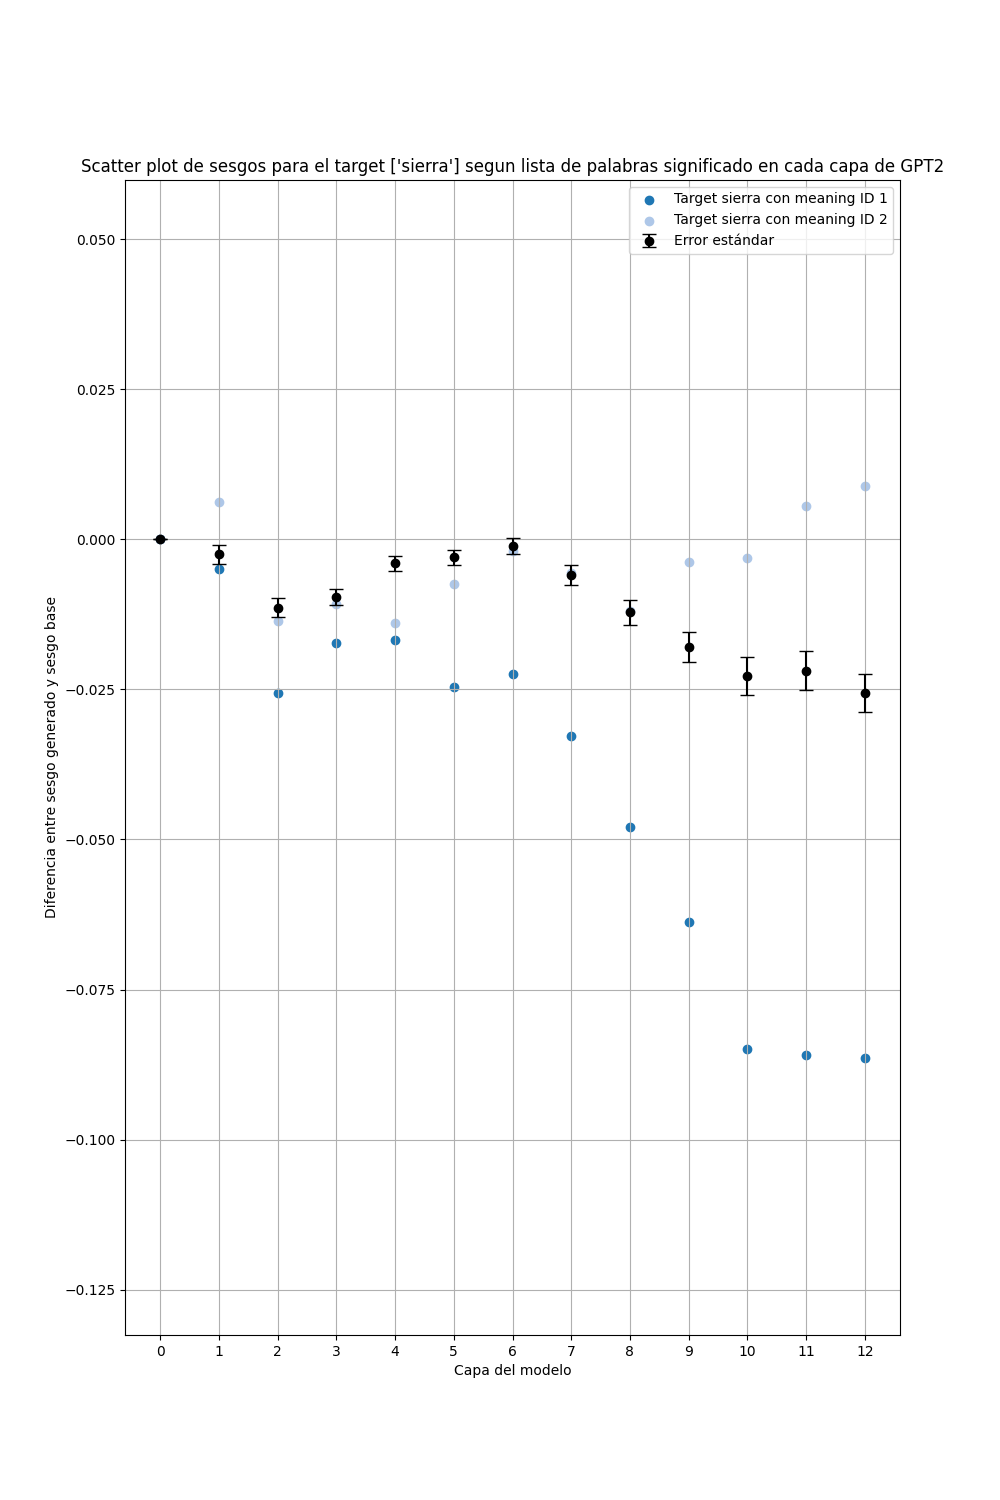 Scatter plot de sesgos para el target ['sierra'] segun lista de palabras significado en cada capa de GPT2
Target sierra con meaning ID 1
Target sierra con meaning ID 2
Error estándar
0.050
0.025
0.000
−0.025
−0.050
−0.075
−0.100
−0.125
Diferencia entre sesgo generado y sesgo base
0 1 2 3 4 5 6 7 8 9 10 11 12
Capa del modelo